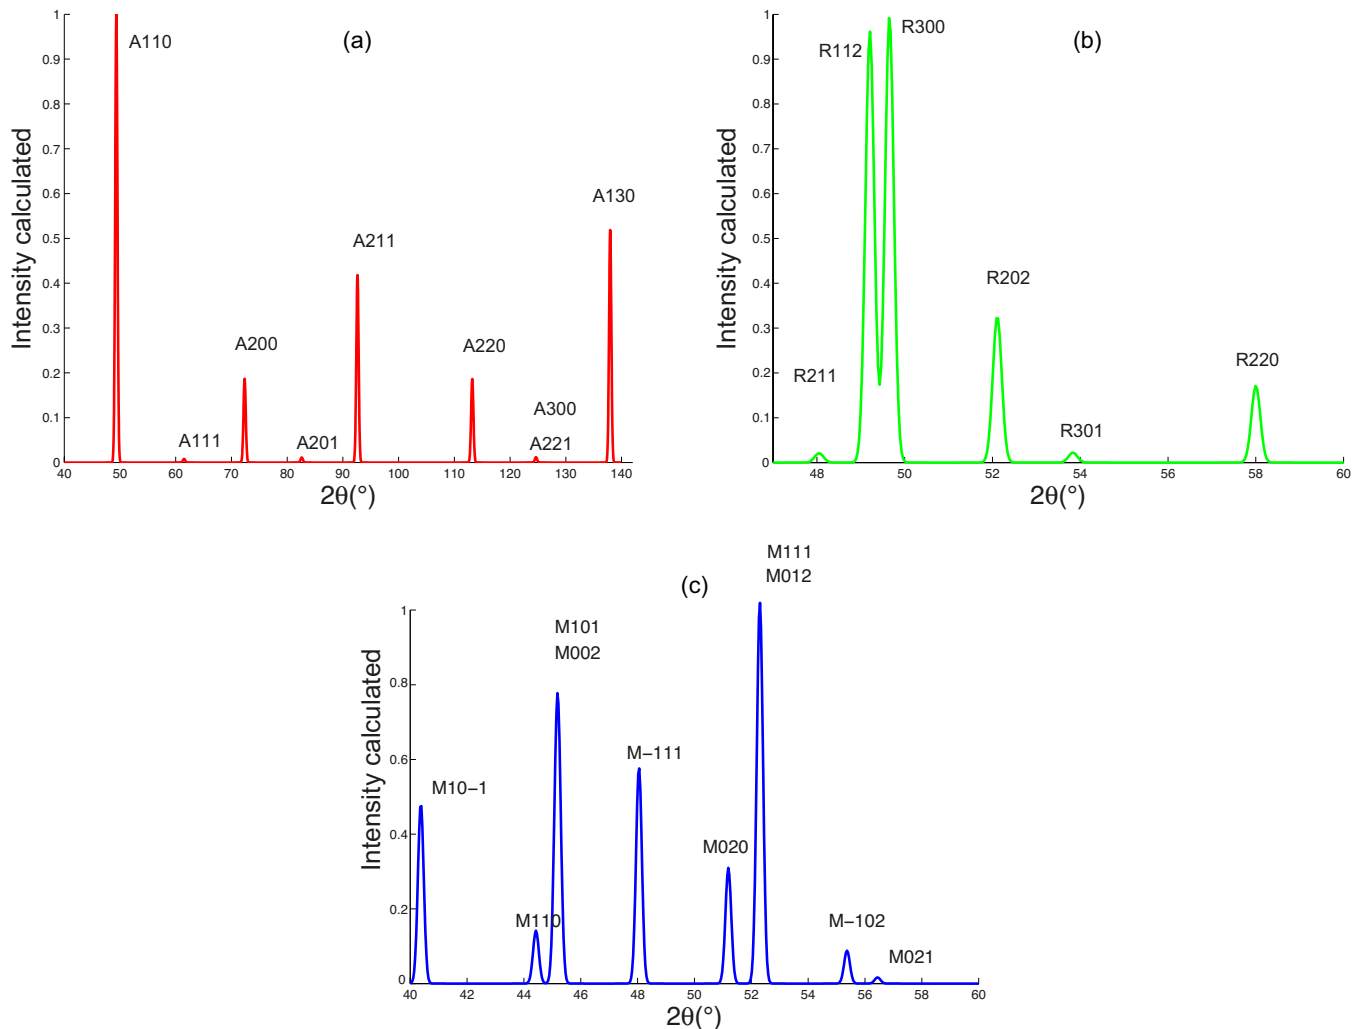 (a)
Intensity calculated
1
0.9
0.8
0.7
0.6
0.5
0.4
0.3
0.2
0.1
0
A110
A111
A200
A201
A211
A220
A300
A221
A130
40 50 60 70 80 90 100 110 120 130 140
2θ(°)
(b)
Intensity calculated
1
0.9
0.8
0.7
0.6
0.5
0.4
0.3
0.2
0.1
0
R211
R112
R300
R202
R301
R220
48 50 52 54 56 58 60
2θ(°)
(c)
Intensity calculated
1
0.8
0.6
0.4
0.2
0
M10−1
M110
M101
M002
M−111
M020
M111
M012
M−102
M021
40 42 44 46 48 50 52 54 56 58 60
2θ(°)